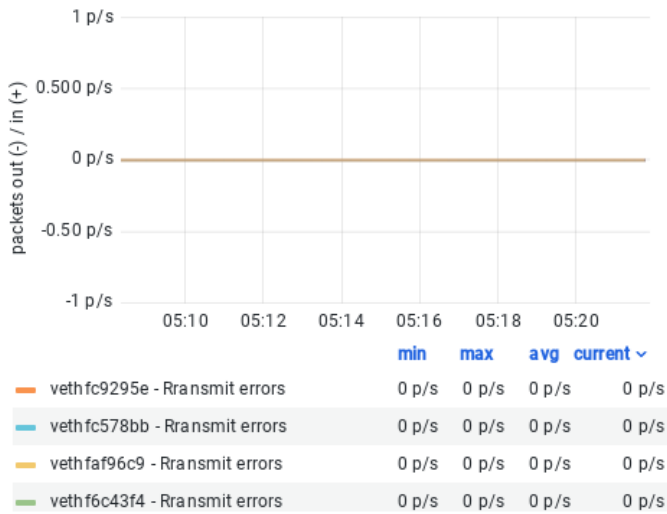 1 p/s
0.500 p/s
0 p/s
-0.50 p/s
-1 p/s
packets out (-) / in (+)
05:10 05:12 05:14 05:16 05:18 05:20
min max avg current
vethfc9295e - Rransmit errors 0 p/s 0 p/s 0 p/s 0 p/s
vethfc578bb - Rransmit errors 0 p/s 0 p/s 0 p/s 0 p/s
vethfaf96c9 - Rransmit errors 0 p/s 0 p/s 0 p/s 0 p/s
vethf6c43f4 - Rransmit errors 0 p/s 0 p/s 0 p/s 0 p/s